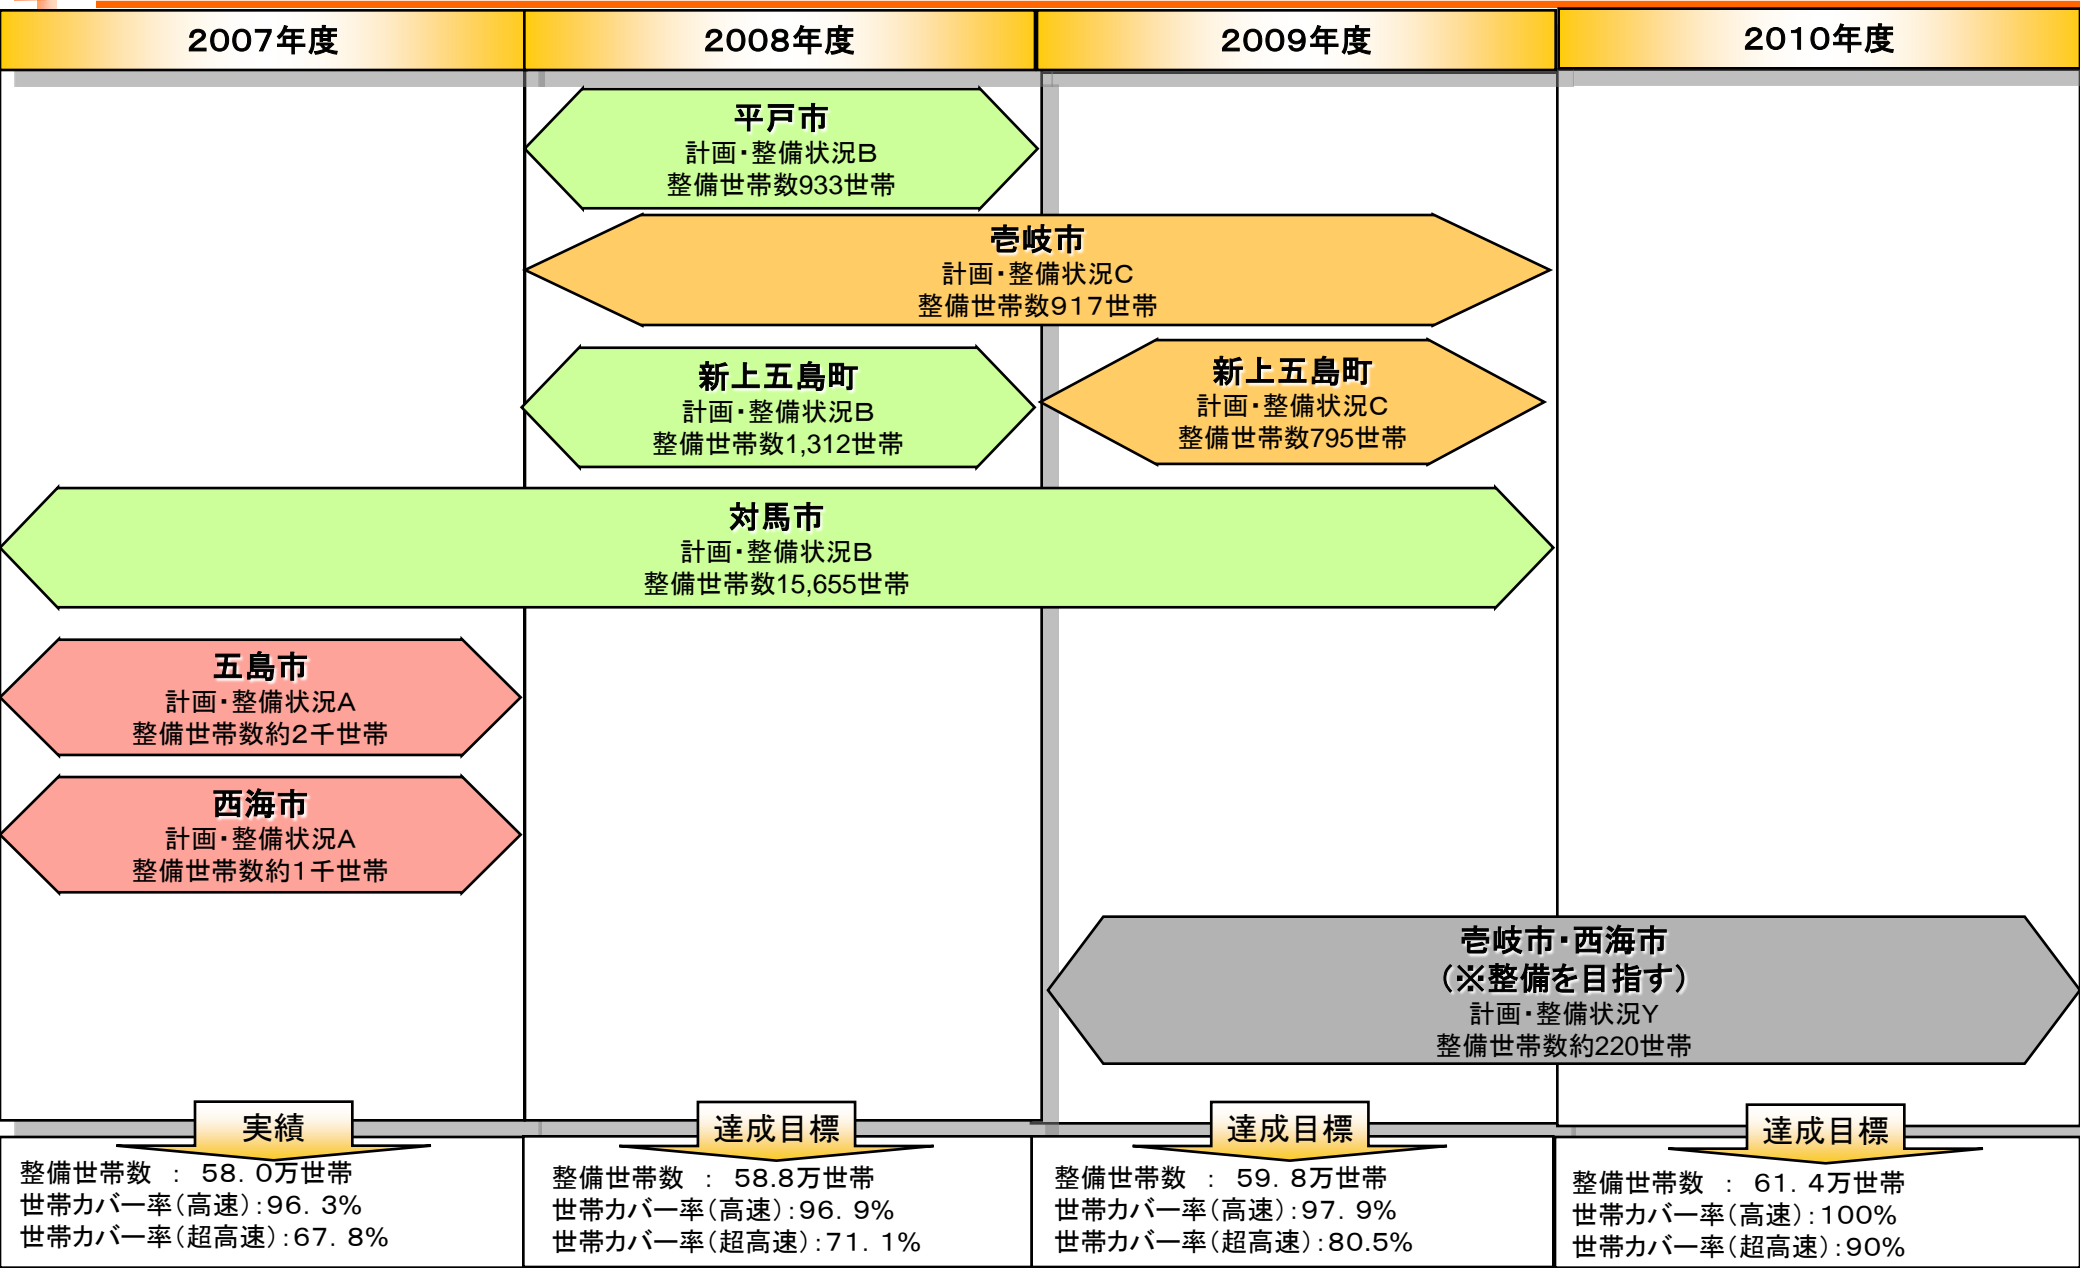 2007年度
2008年度
2009年度
2010年度
平戸市
計画・整備状況B
整備世帯数933世帯
壱岐市
計画・整備状況C
整備世帯数917世帯
新上五島町
計画・整備状況B
整備世帯数1,312世帯
新上五島町
計画・整備状況C
整備世帯数795世帯
対馬市
計画・整備状況B
整備世帯数15,655世帯
五島市
計画・整備状況A
整備世帯数約2千世帯
西海市
計画・整備状況A
整備世帯数約1千世帯
壱岐市・西海市
(※整備を目指す)
計画・整備状況Y
整備世帯数約220世帯
実績
整備世帯数 : 58.0万世帯
世帯カバー率(高速):96.3%
世帯カバー率(超高速):67.8%
達成目標
整備世帯数 : 58.8万世帯
世帯カバー率(高速):96.9%
世帯カバー率(超高速):71.1%
達成目標
整備世帯数 : 59.8万世帯
世帯カバー率(高速):97.9%
世帯カバー率(超高速):80.5%
達成目標
整備世帯数 : 61.4万世帯
世帯カバー率(高速):100%
世帯カバー率(超高速):90%